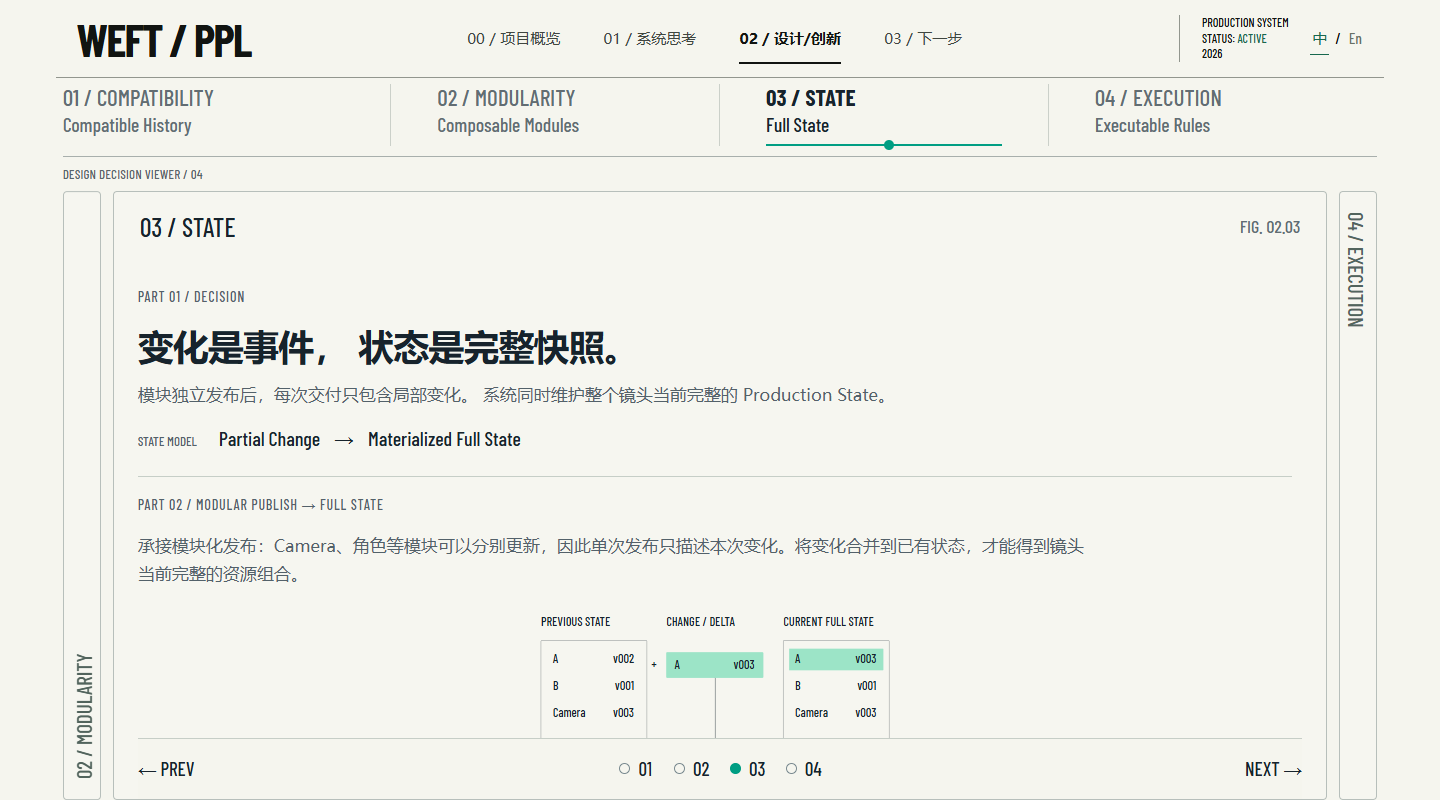 WEFT / PPL
00 / 项目概览
01 / 系统思考
02 / 设计/创新
03 / 下一步
PRODUCTION SYSTEM
STATUS: ACTIVE
2026
中 / En
01 / COMPATIBILITY
Compatible History
02 / MODULARITY
Composable Modules
03 / STATE
Full State
04 / EXECUTION
Executable Rules
DESIGN DECISION VIEWER / 04
02 / MODULARITY
03 / STATE
FIG. 02.03
PART 01 / DECISION
变化是事件， 状态是完整快照。
模块独立发布后，每次交付只包含局部变化。 系统同时维护整个镜头当前完整的 Production State。
STATE MODEL Partial Change → Materialized Full State
PART 02 / MODULAR PUBLISH → FULL STATE
承接模块化发布：Camera、角色等模块可以分别更新，因此单次发布只描述本次变化。将变化合并到已有状态，才能得到镜头
当前完整的资源组合。
PREVIOUS STATE
A v002
B v001
Camera v003
+
CHANGE / DELTA
A v003
CURRENT FULL STATE
A v003
B v001
Camera v003
← PREV
01
02
03
04
NEXT →
04 / EXECUTION